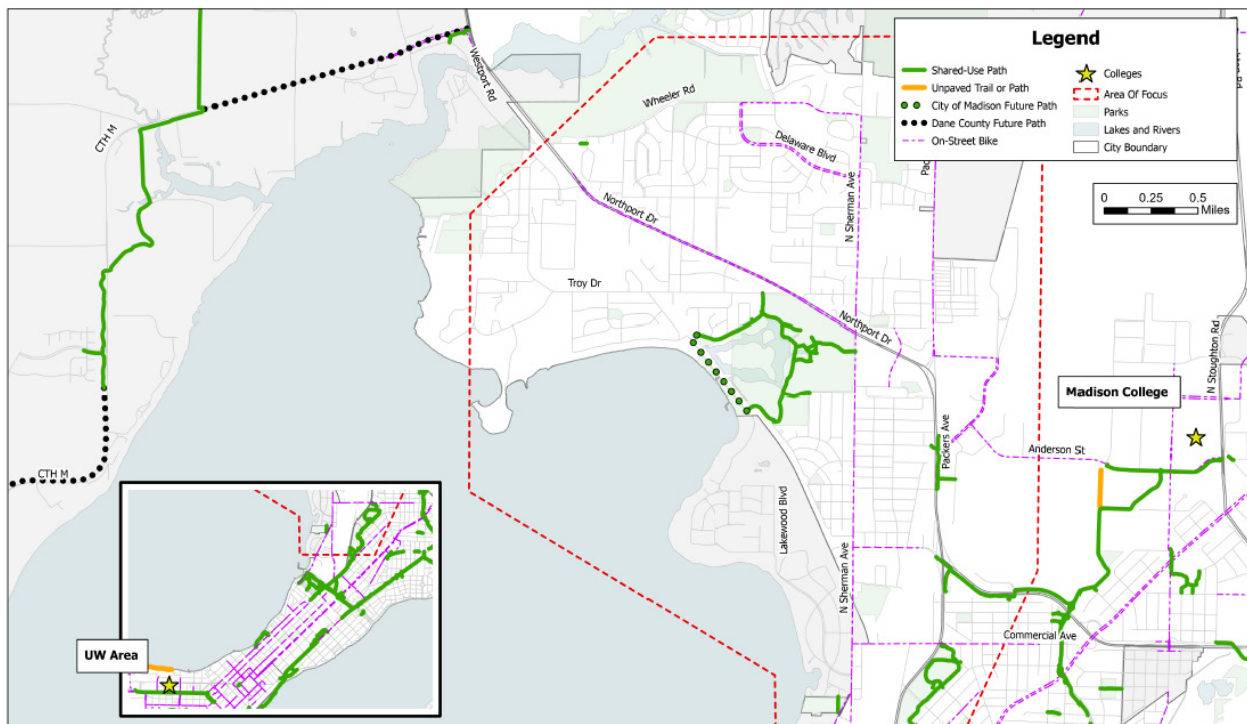 Legend
Shared-Use Path
Unpaved Trail or Path
City of Madison Future Path
Dane County Future Path
On-Street Bike
Colleges
Area Of Focus
Parks
Lakes and Rivers
City Boundary
0 0.25 0.5
Miles
Westport Rd
Wheeler Rd
CTH M
Delaware Blvd
N Sherman Ave
Northport Dr
Troy Dr
Northport Dr
N Stoughton Rd
Madison College
Packers Ave
Anderson St
CTH M
Lakewood Blvd
N Sherman Ave
Commercial Ave
UW Area